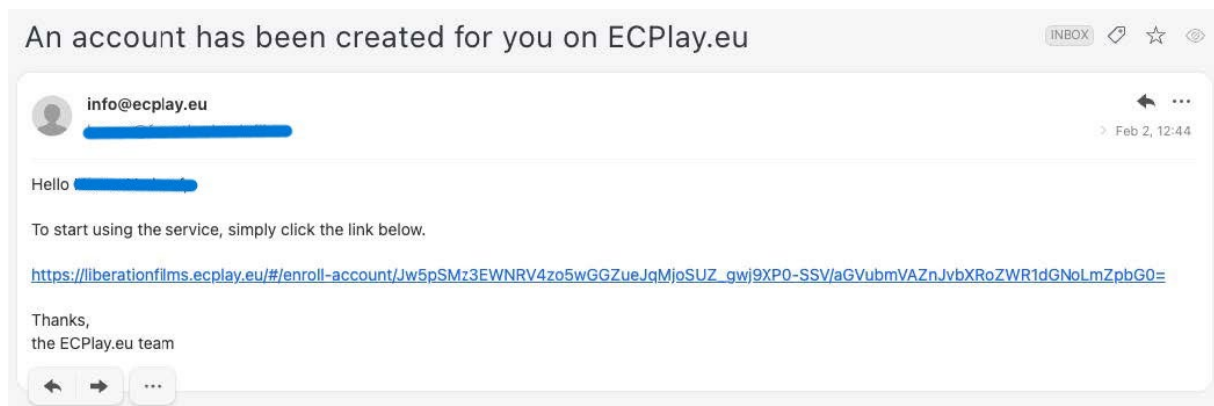 An account has been created for you on ECPlay.eu
INBOX
info@ecplay.eu
Feb 2, 12:44
Hello
To start using the service, simply click the link below.
https://liberationfilms.ecplay.eu/#/enroll-account/Jw5pSMz3EWNRV4zo5wGGZueJqMjoSUZ_gwj9XP0-SSV/aGVubmVAZnJvbXRoZWR1dGNoLmZpbG0=
Thanks,
the ECPlay.eu team